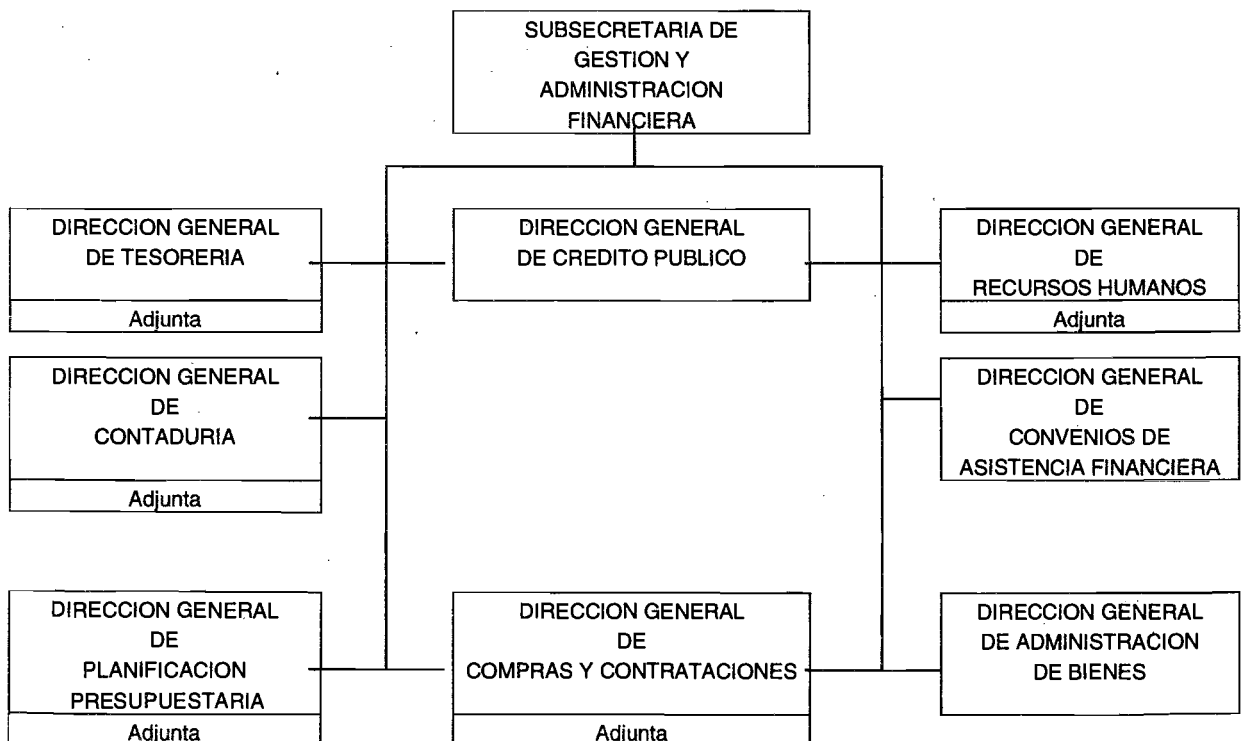 SUBSECRETARIA DE
GESTION Y
ADMINISTRACION
FINANCIERA
DIRECCION GENERAL
DE TESORERIA
Adjunta
DIRECCION GENERAL
DE CREDITO PUBLICO
DIRECCION GENERAL
DE
RECURSOS HUMANOS
Adjunta
DIRECCION GENERAL
DE
CONTADURIA
Adjunta
DIRECCION GENERAL
DE
CONVENIOS DE
ASISTENCIA FINANCIERA
DIRECCION GENERAL
DE
PLANIFICACION
PRESUPUESTARIA
Adjunta
DIRECCION GENERAL
DE
COMPRAS Y CONTRATACIONES
Adjunta
DIRECCION GENERAL
DE ADMINISTRACION
DE BIENES